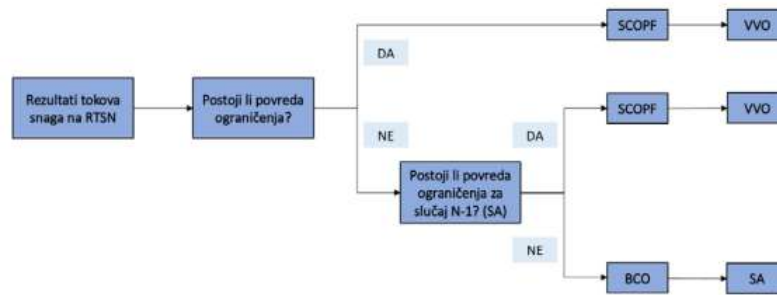 SCOPF
VVO
DA
Rezultati tokova
snaga na RTSN
Postoji li povreda
ograničenja?
SCOPF
VVO
NE
DA
Postoji li povreda
ograničenja za
slučaj N-1? (SA)
NE
BCO
SA